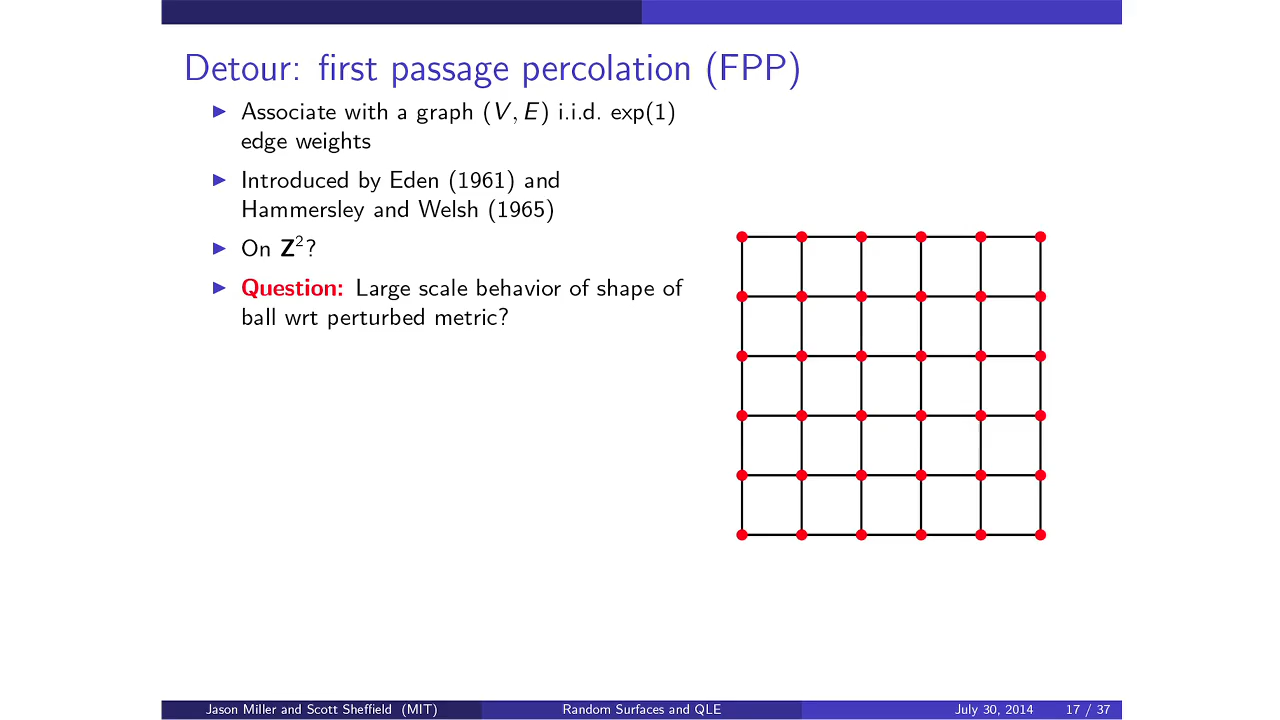 Detour: first passage percolation (FPP)
▶ Associate with a graph (V, E) i.i.d. exp(1)
edge weights
▶ Introduced by Eden (1961) and
Hammersley and Welsh (1965)
▶ On Z²?
▶ Question: Large scale behavior of shape of
ball wrt perturbed metric?
Jason Miller and Scott Sheffield (MIT) Random Surfaces and QLE July 30, 2014 17 / 37